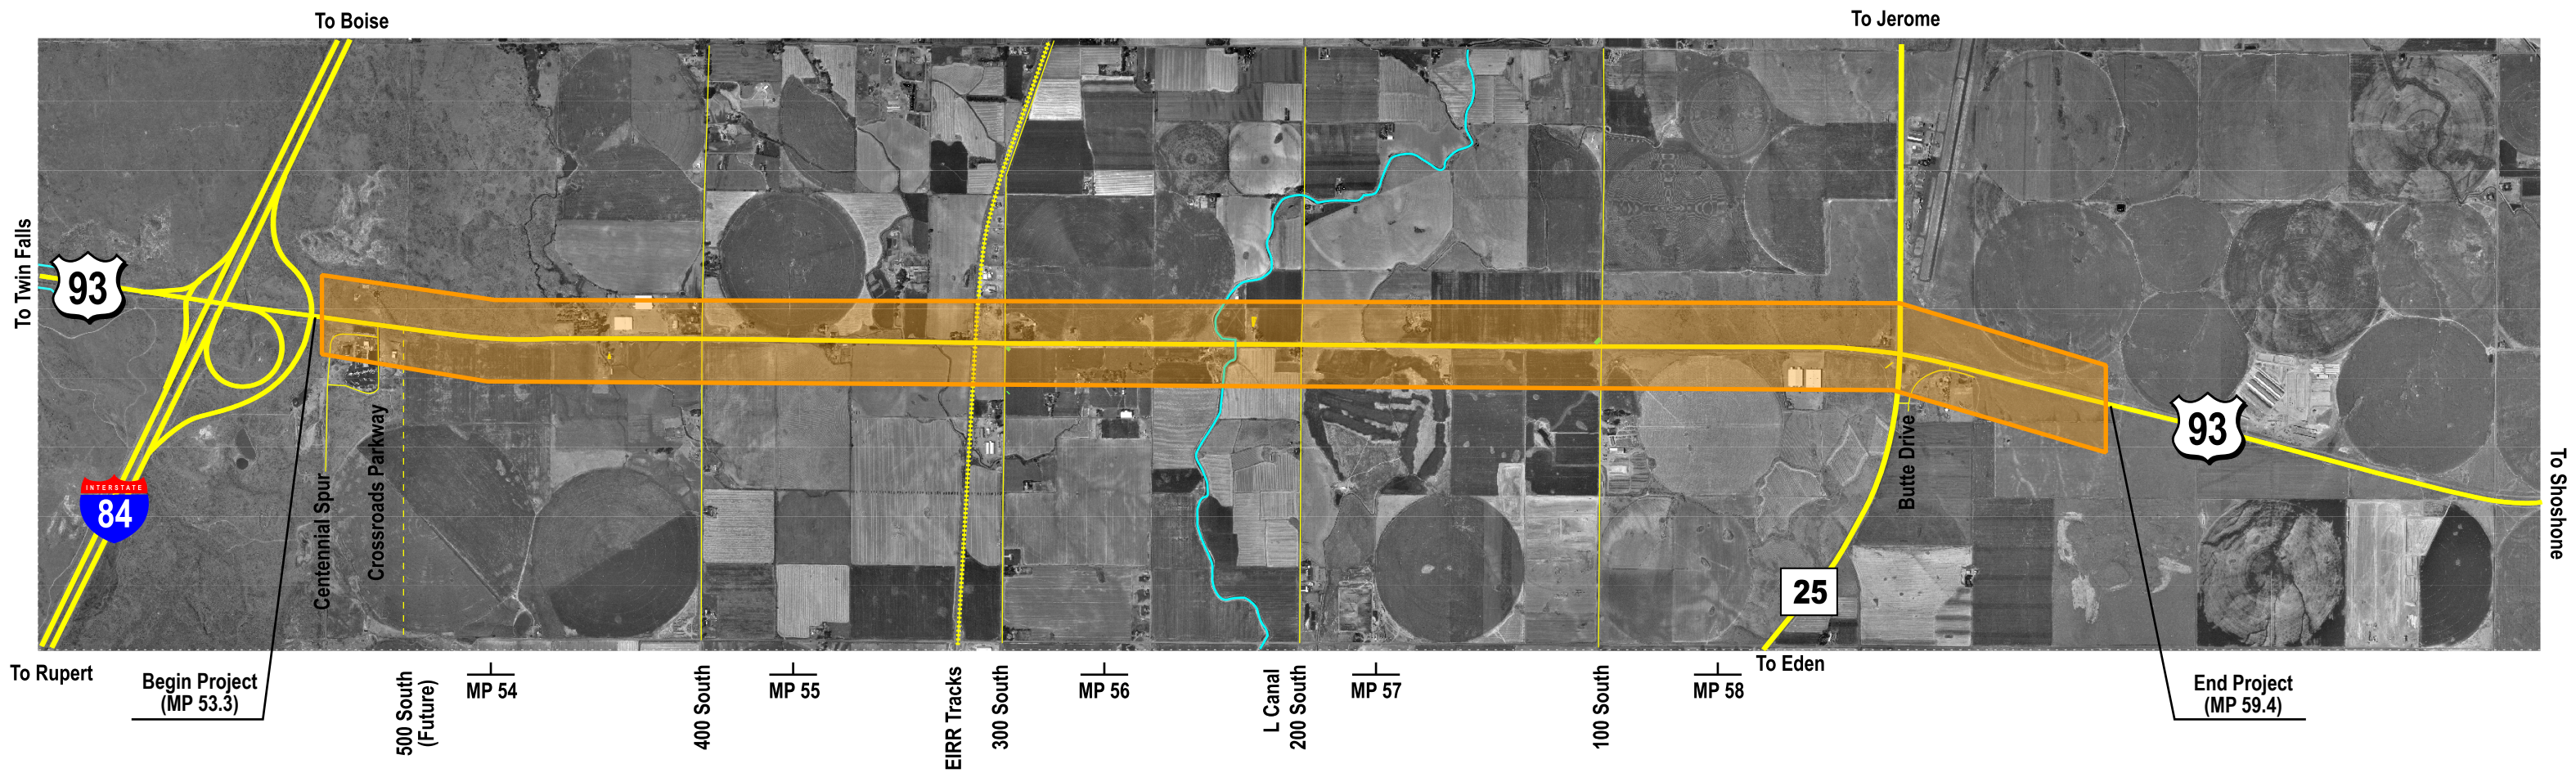 To Boise
To Jerome
To Twin Falls
93
Centennial Spur
Crossroads Parkway
INTERSTATE
84
Butte Drive
93
To Shoshone
25
To Rupert
Begin Project
(MP 53.3)
500 South
(Future)
MP 54
400 South
MP 55
EIRR Tracks
300 South
MP 56
L Canal
200 South
MP 57
100 South
MP 58
To Eden
End Project
(MP 59.4)